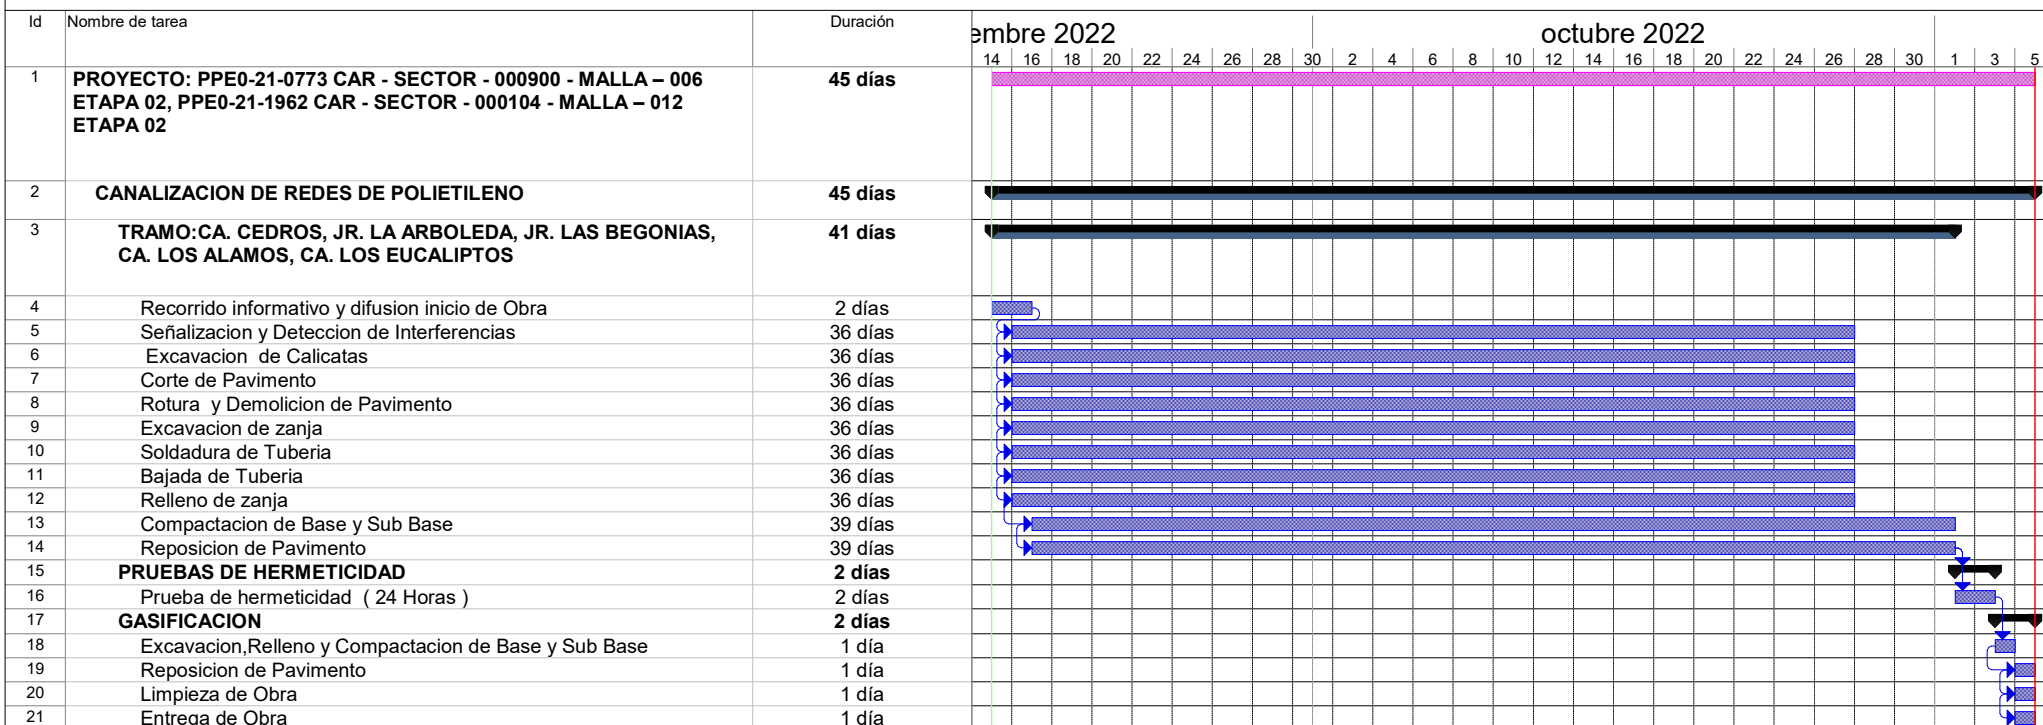 Id Nombre de tarea Duración
embre 2022 octubre 2022
14 16 18 20 22 24 26 28 30 2 4 6 8 10 12 14 16 18 20 22 24 26 28 30 1 3 5
1 PROYECTO: PPE0-21-0773 CAR - SECTOR - 000900 - MALLA – 006 45 días
ETAPA 02, PPE0-21-1962 CAR - SECTOR - 000104 - MALLA – 012
ETAPA 02
2 CANALIZACION DE REDES DE POLIETILENO 45 días
3 TRAMO:CA. CEDROS, JR. LA ARBOLEDA, JR. LAS BEGONIAS, 41 días
CA. LOS ALAMOS, CA. LOS EUCALIPTOS
4 Recorrido informativo y difusion inicio de Obra 2 días
5 Señalizacion y Deteccion de Interferencias 36 días
6 Excavacion de Calicatas 36 días
7 Corte de Pavimento 36 días
8 Rotura y Demolicion de Pavimento 36 días
9 Excavacion de zanja 36 días
10 Soldadura de Tuberia 36 días
11 Bajada de Tuberia 36 días
12 Relleno de zanja 36 días
13 Compactacion de Base y Sub Base 39 días
14 Reposicion de Pavimento 39 días
15 PRUEBAS DE HERMETICIDAD 2 días
16 Prueba de hermeticidad ( 24 Horas ) 2 días
17 GASIFICACION 2 días
18 Excavacion,Relleno y Compactacion de Base y Sub Base 1 día
19 Reposicion de Pavimento 1 día
20 Limpieza de Obra 1 día
21 Entrega de Obra 1 día